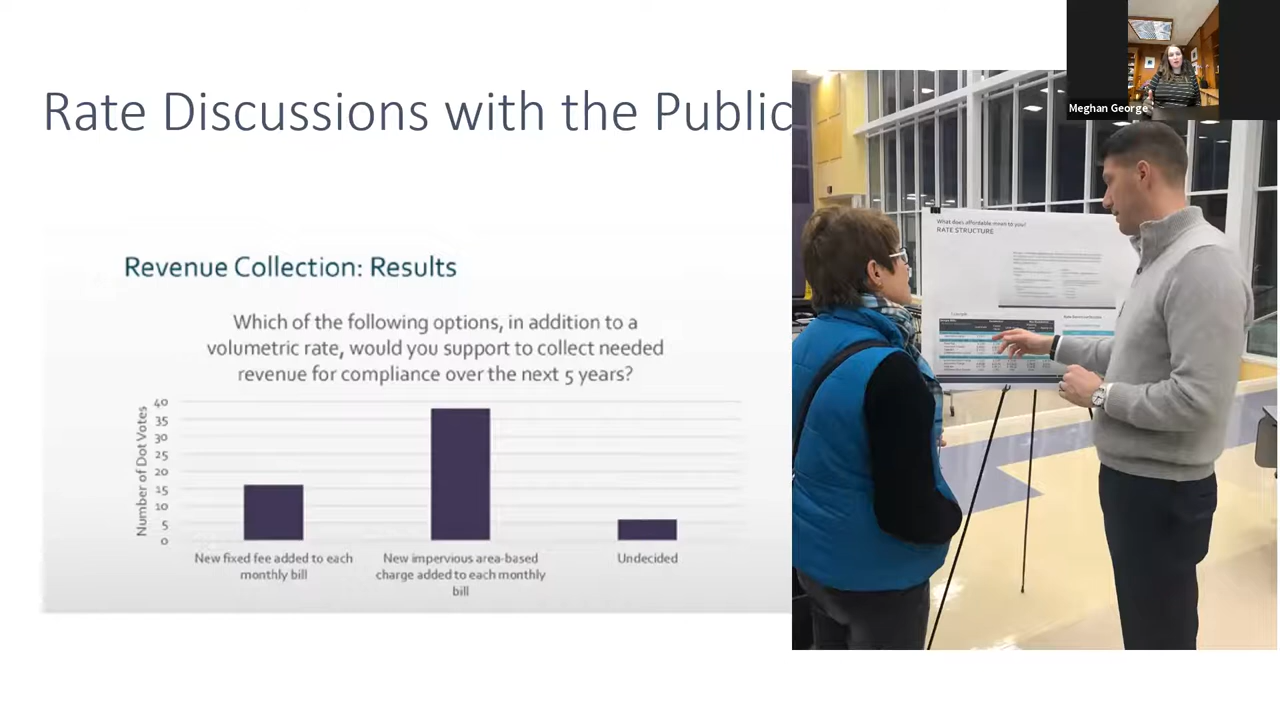 Meghan George
Rate Discussions with the Public
What does affordable mean to you?
RATE STRUCTURE
Revenue Collection: Results
Which of the following options, in addition to a
volumetric rate, would you support to collect needed
revenue for compliance over the next 5 years?
Number of Dot Votes
40
35
30
25
20
15
10
5
0
New fixed fee added to each
monthly bill
New impervious area-based
charge added to each monthly
bill
Undecided